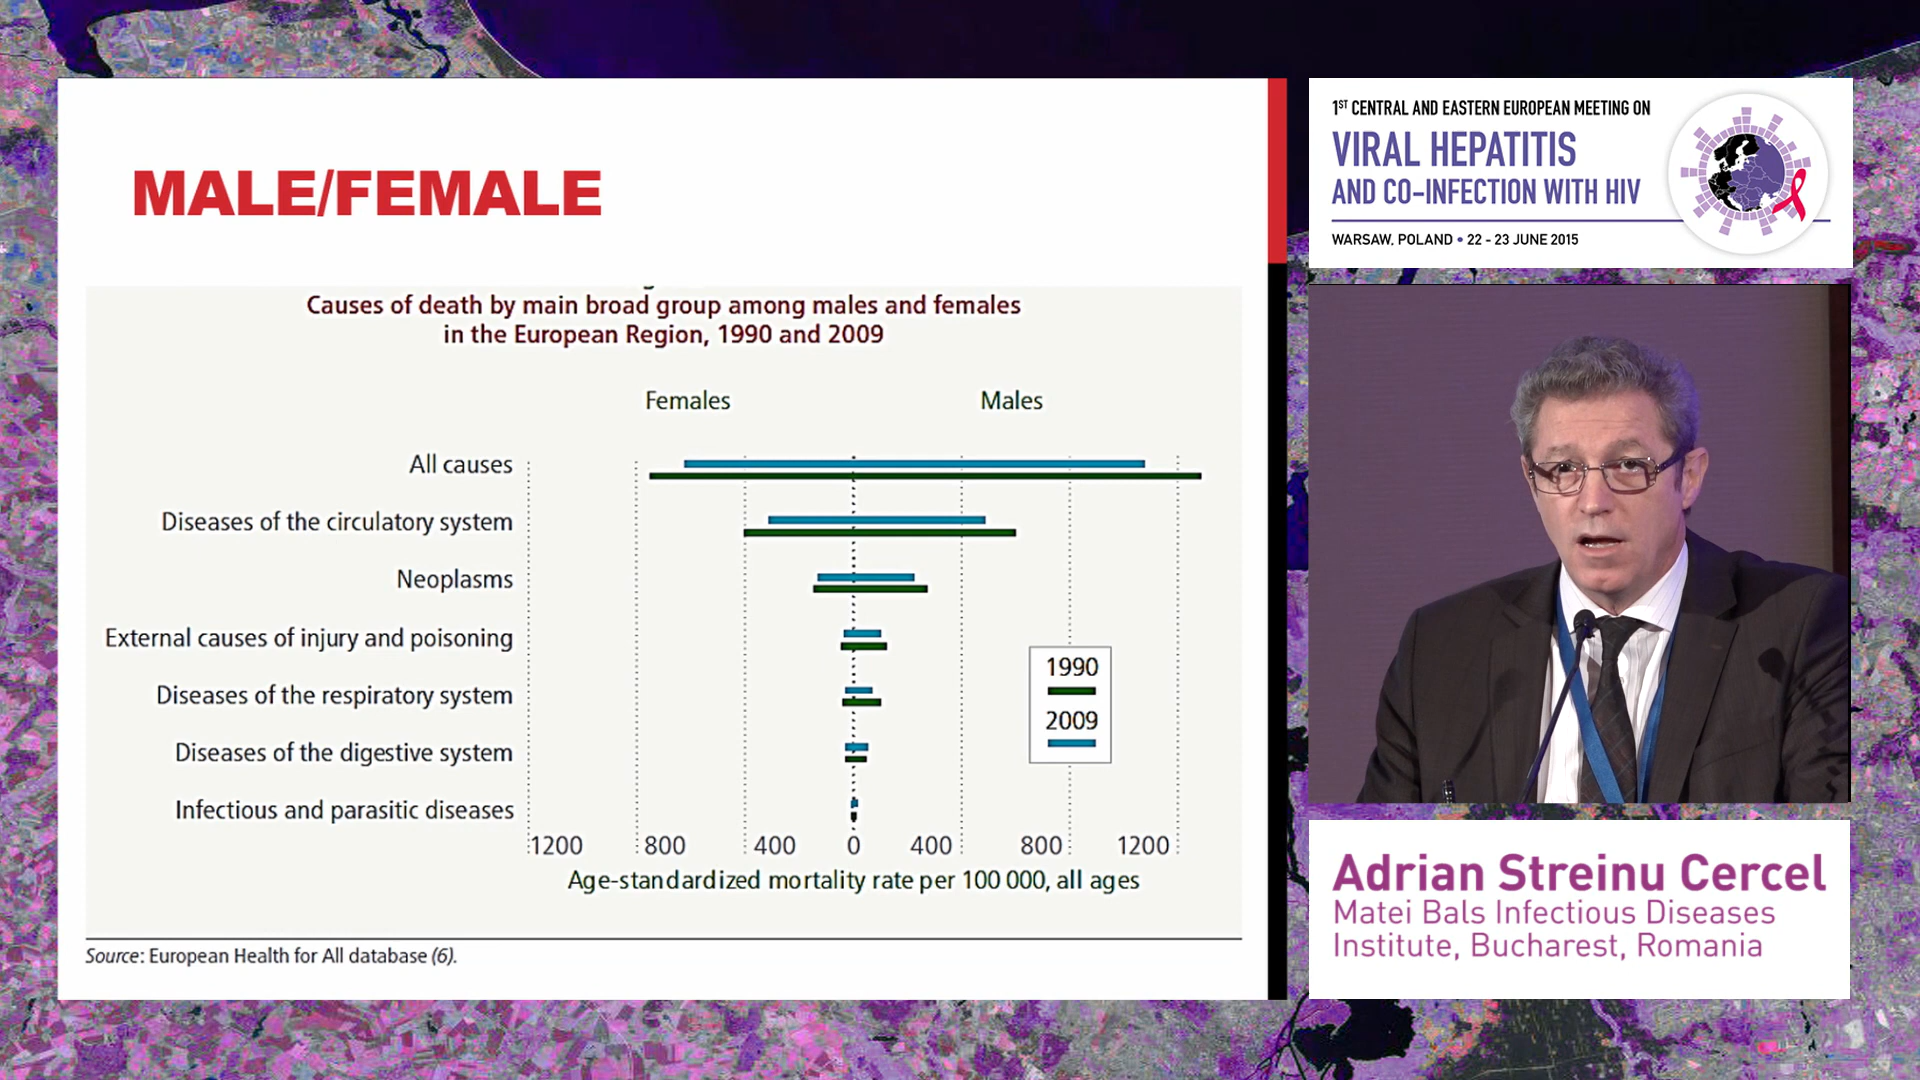 MALE/FEMALE
Causes of death by main broad group among males and females
in the European Region, 1990 and 2009
Females Males
All causes
Diseases of the circulatory system
Neoplasms
External causes of injury and poisoning
Diseases of the respiratory system
Diseases of the digestive system
Infectious and parasitic diseases
1990
2009
1200 800 400 0 400 800 1200
Age-standardized mortality rate per 100 000, all ages
Source: European Health for All database (6).
1ST CENTRAL AND EASTERN EUROPEAN MEETING ON
VIRAL HEPATITIS
AND CO-INFECTION WITH HIV
WARSAW, POLAND • 22 - 23 JUNE 2015
Adrian Streinu Cercel
Matei Bals Infectious Diseases
Institute, Bucharest, Romania